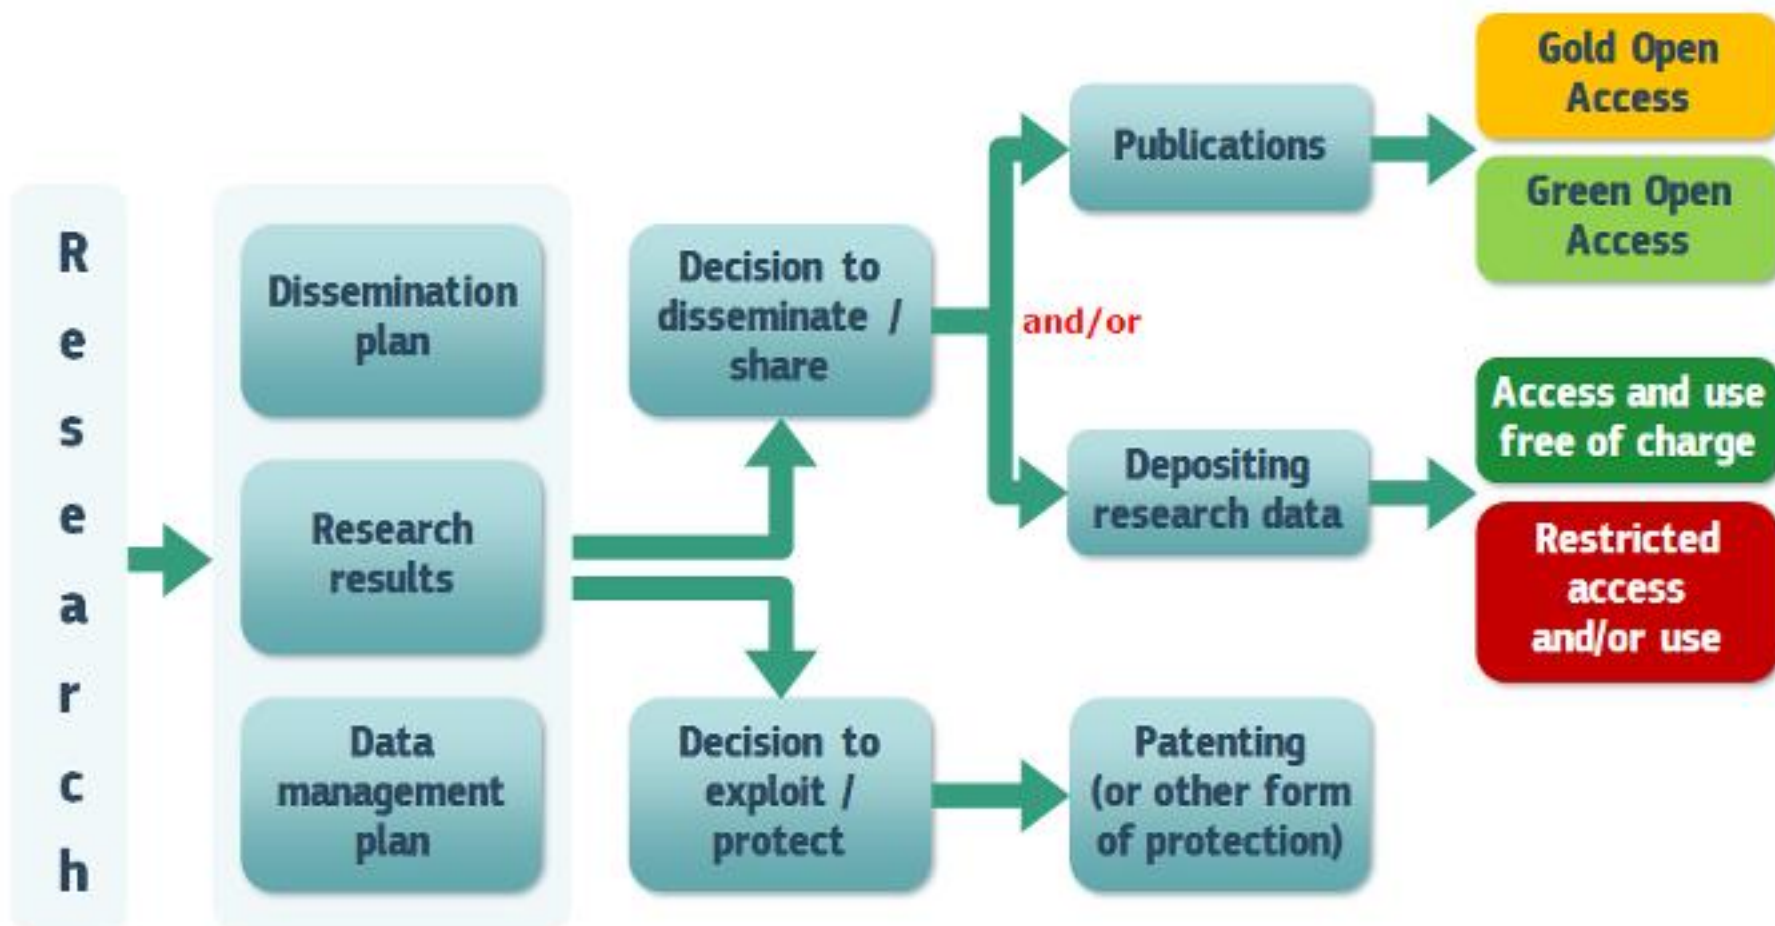 Research
Dissemination
plan
Research
results
Data
management
plan
Decision to
disseminate /
share
Decision to
exploit /
protect
and/or
Publications
Depositing
research data
Patenting
(or other form
of protection)
Gold Open
Access
Green Open
Access
Access and use
free of charge
Restricted
access
and/or use